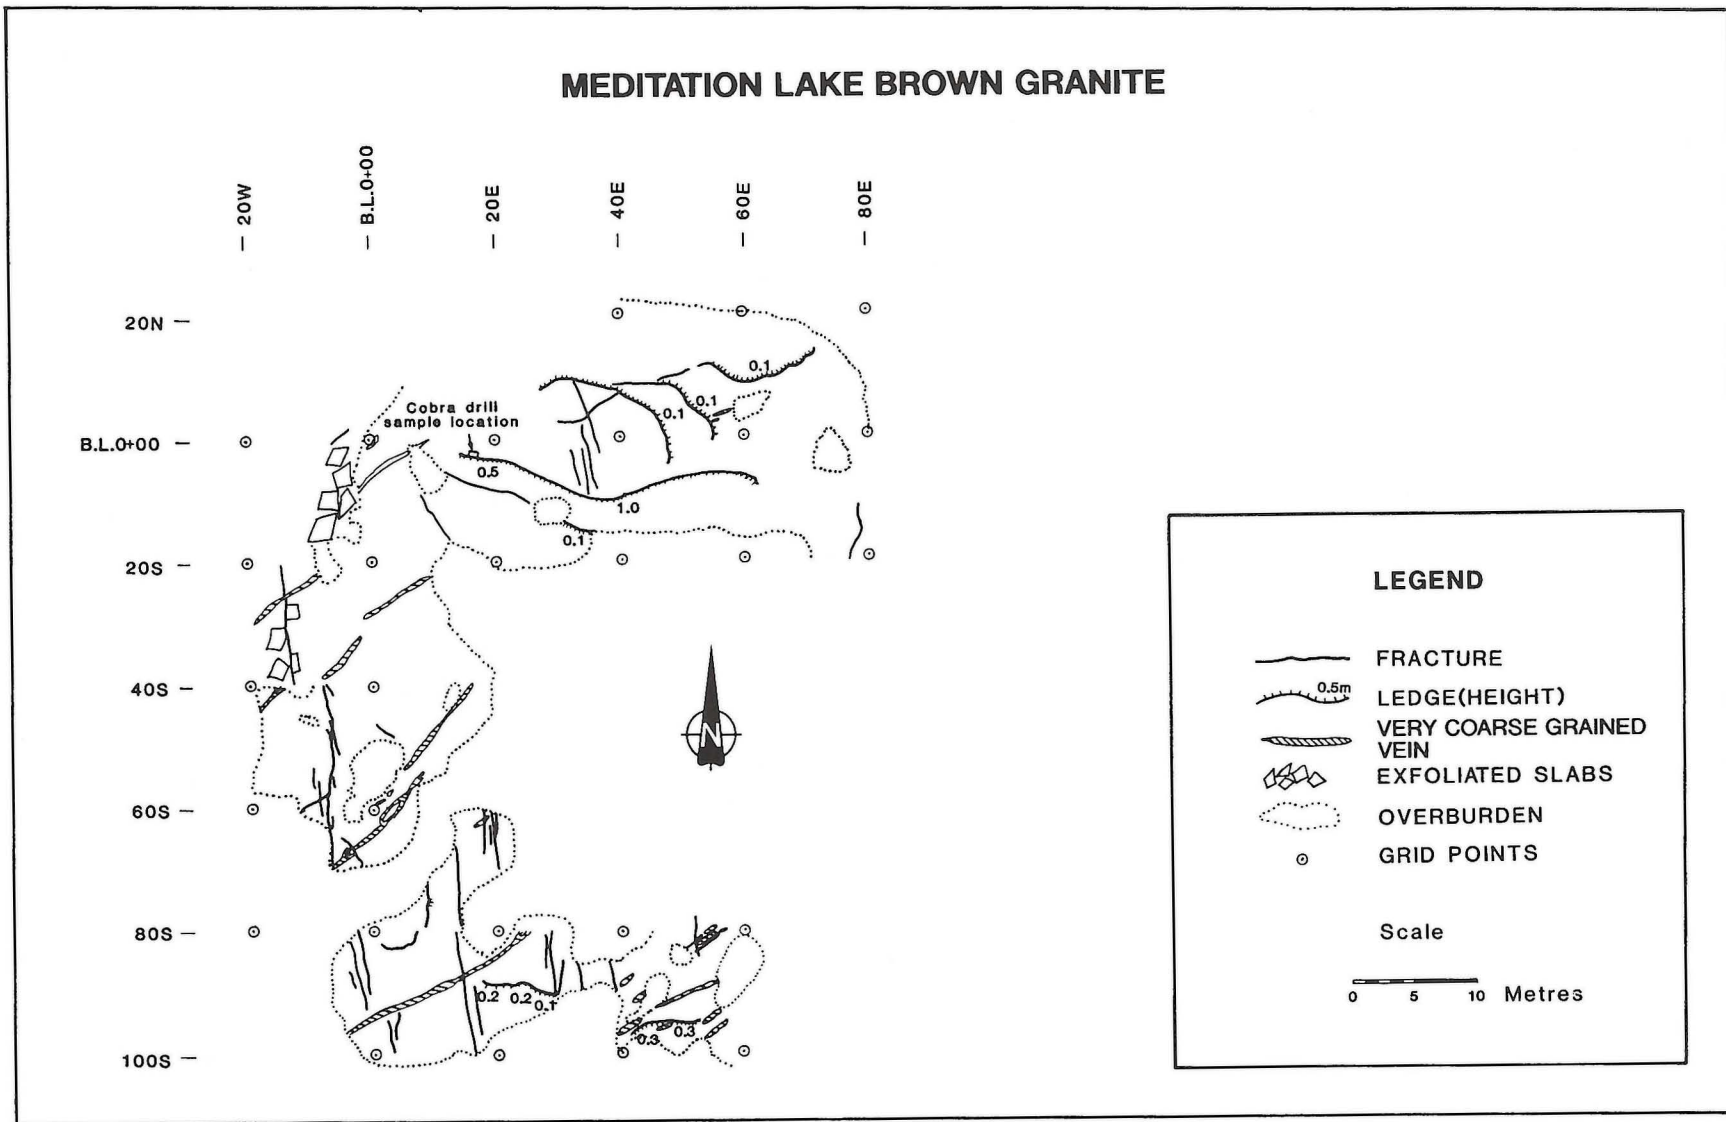 MEDITATION LAKE BROWN GRANITE
20W
B.L.0+00
20E
40E
60E
80E
20N
B.L.0+00
20S
40S
60S
80S
100S
Cobra drill
sample location
0.1
0.1
0.1
0.5
1.0
0.1
0.2
0.2
0.1
0.3
0.3
N
LEGEND
FRACTURE
0.5m
LEDGE(HEIGHT)
VERY COARSE GRAINED
VEIN
EXFOLIATED SLABS
OVERBURDEN
GRID POINTS
Scale
0 5 10 Metres